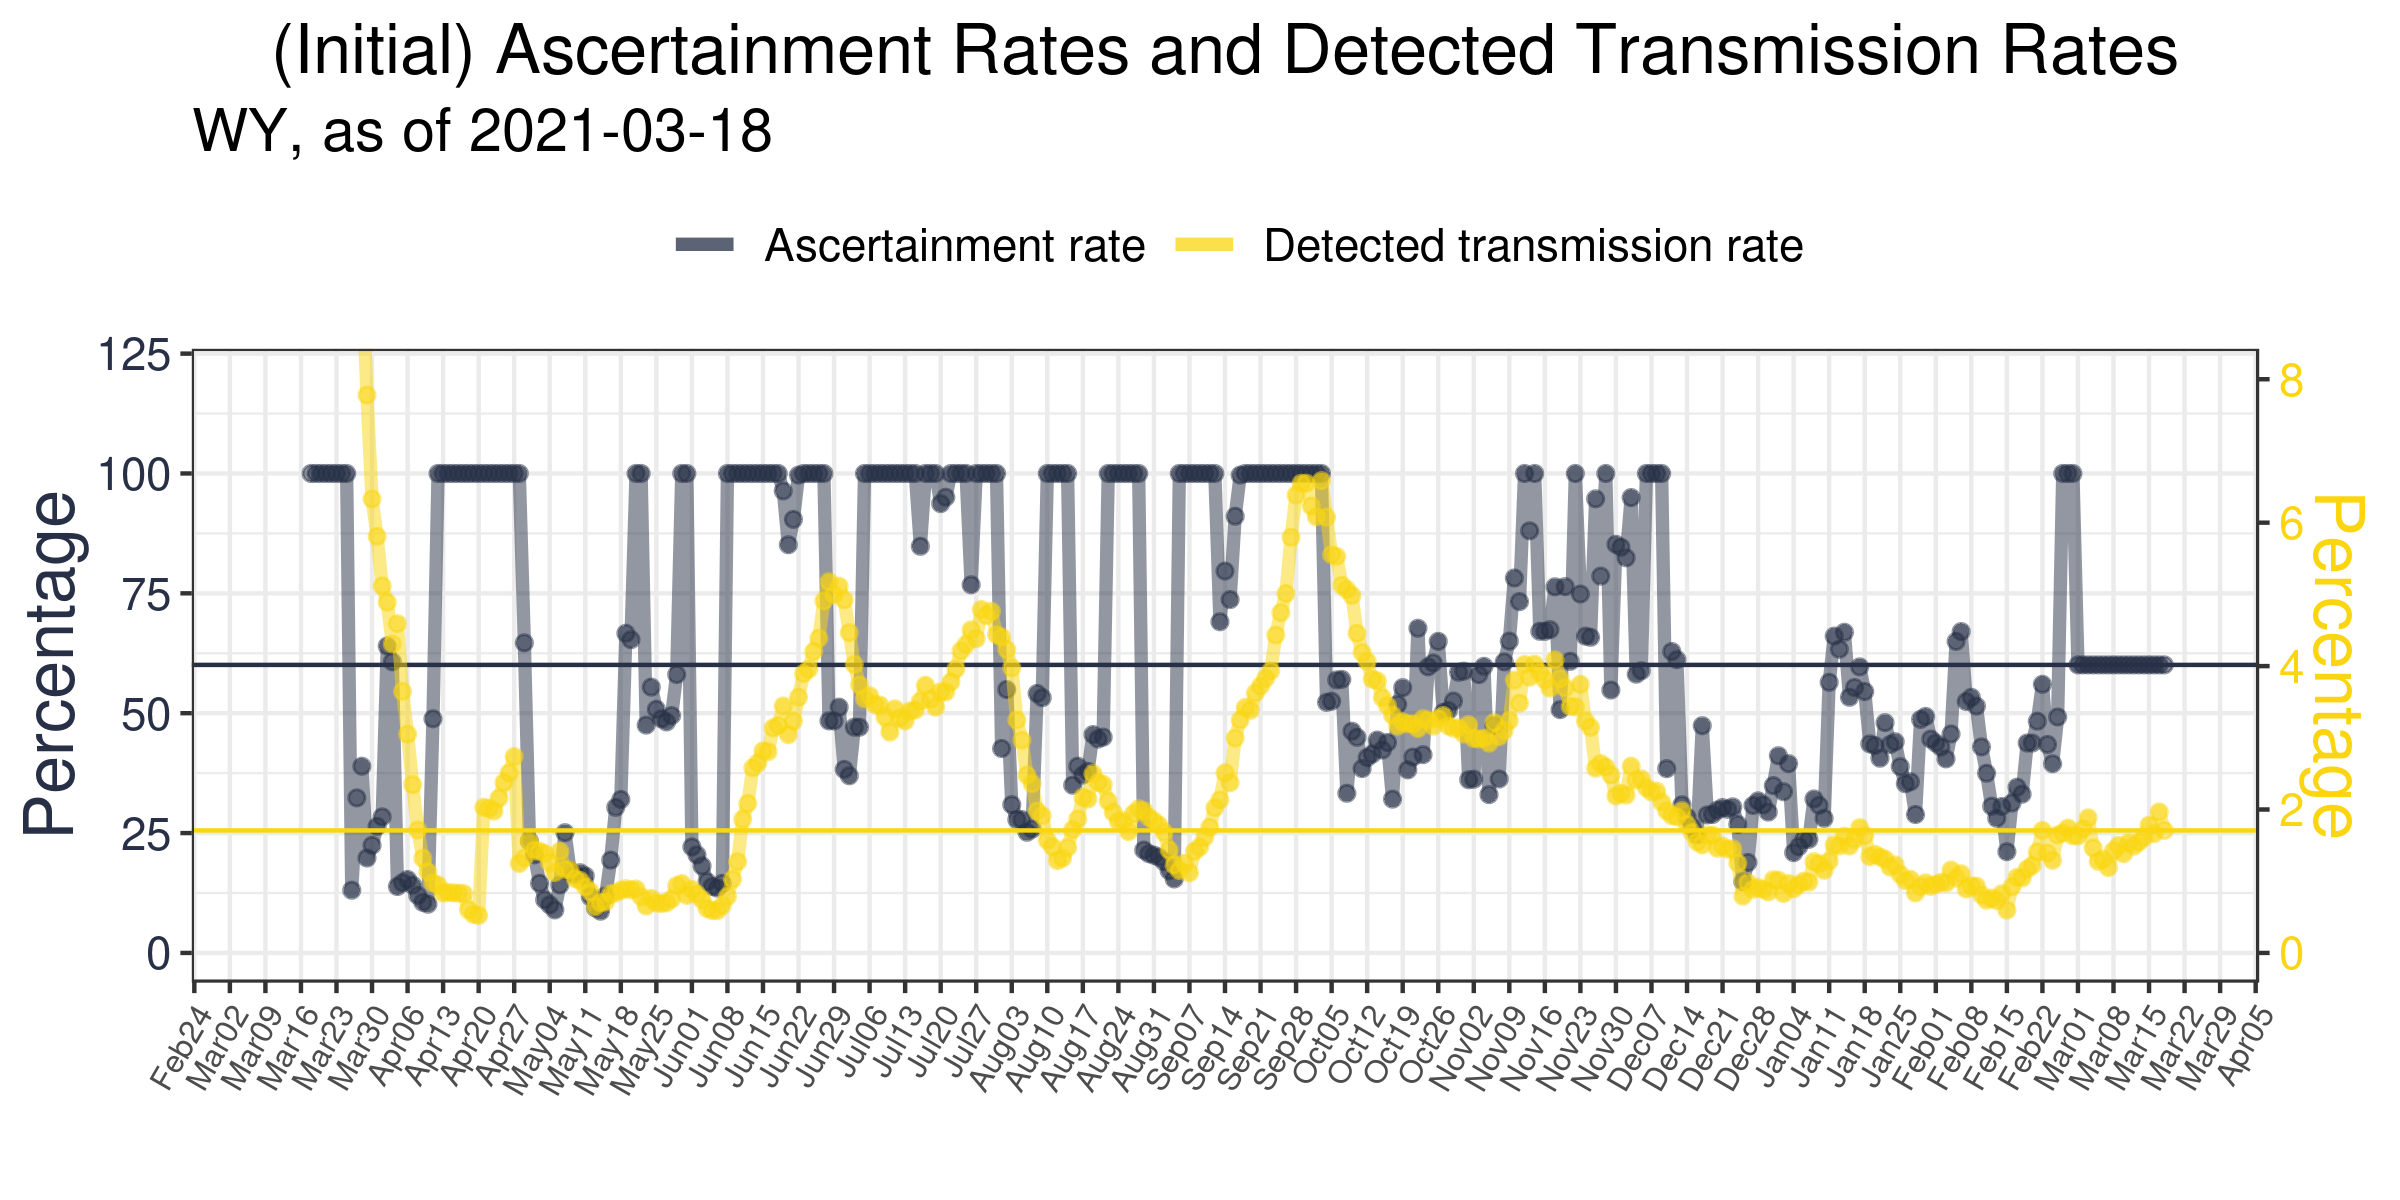 (Initial) Ascertainment Rates and Detected Transmission Rates
WY, as of 2021-03-18
Ascertainment rate Detected transmission rate
125
100
75
50
25
0
Percentage
8
6
4
2
0
Percentage
Feb24 Mar02 Mar09 Mar16 Mar23 Mar30 Apr06 Apr13 Apr20 Apr27 May04 May11 May18 May25 Jun01 Jun08 Jun15 Jun22 Jun29 Jul06 Jul13 Jul20 Jul27 Aug03 Aug10 Aug17 Aug24 Aug31 Sep07 Sep14 Sep21 Sep28 Oct05 Oct12 Oct19 Oct26 Nov02 Nov09 Nov16 Nov23 Nov30 Dec07 Dec14 Dec21 Dec28 Jan04 Jan11 Jan18 Jan25 Feb01 Feb08 Feb15 Feb22 Mar01 Mar08 Mar15 Mar22 Mar29 Apr05